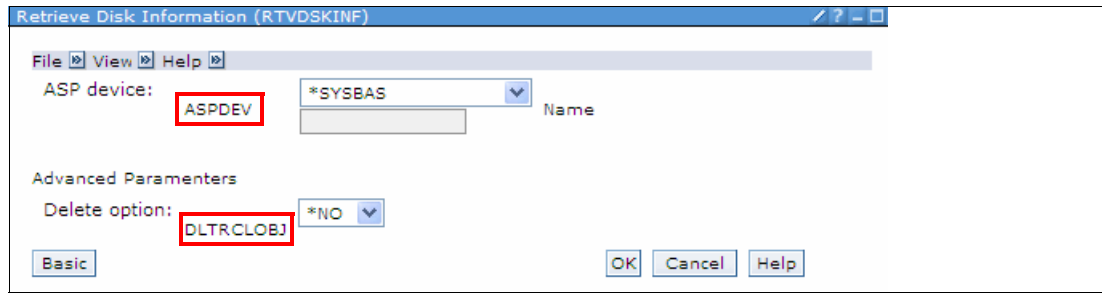 Retrieve Disk Information (RTVDSKINF)
File View Help
ASP device: *SYSBAS
ASPDEV Name
Advanced Paramenters
Delete option: *NO
DLTRCLOBJ
Basic OK Cancel Help